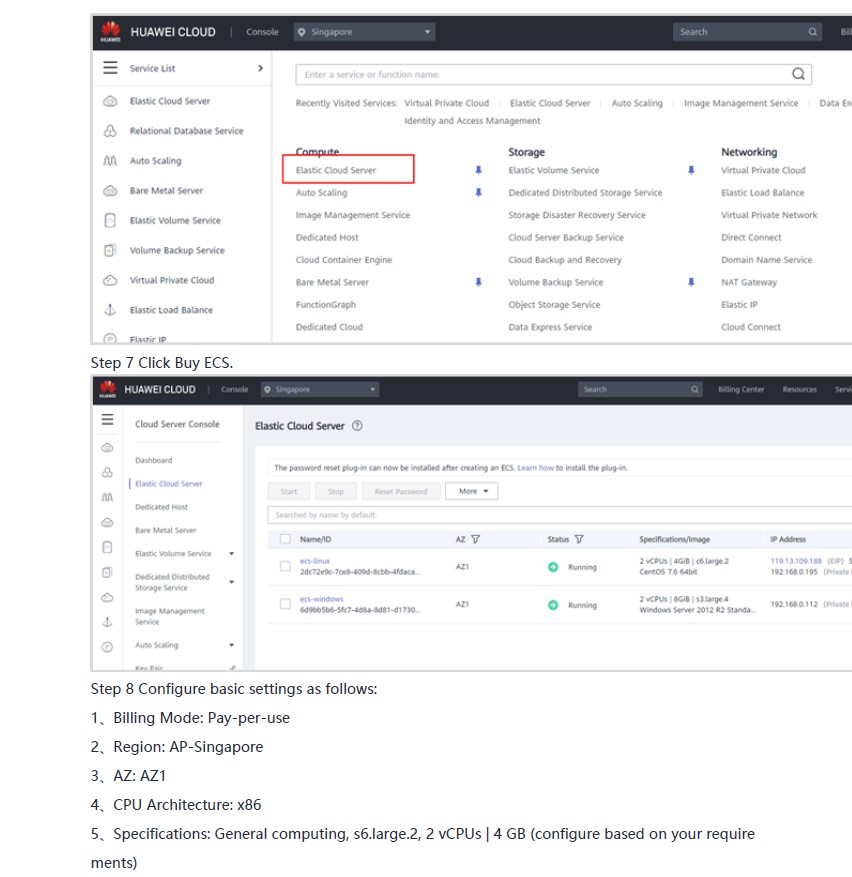 HUAWEI CLOUD | Console Singapore Search Bill
Service List
Enter a service or function name.
Elastic Cloud Server
Recently Visited Services: Virtual Private Cloud | Elastic Cloud Server | Auto Scaling | Image Management Service | Data En
Identity and Access Management
Relational Database Service
Auto Scaling
Bare Metal Server
Elastic Volume Service
Volume Backup Service
Virtual Private Cloud
Elastic Load Balance
Elastic IP
Compute
Elastic Cloud Server
Auto Scaling
Image Management Service
Dedicated Host
Cloud Container Engine
Bare Metal Server
FunctionGraph
Dedicated Cloud
Storage
Elastic Volume Service
Dedicated Distributed Storage Service
Storage Disaster Recovery Service
Cloud Server Backup Service
Cloud Backup and Recovery
Volume Backup Service
Object Storage Service
Data Express Service
Networking
Virtual Private Cloud
Elastic Load Balance
Virtual Private Network
Direct Connect
Domain Name Service
NAT Gateway
Elastic IP
Cloud Connect
Step 7 Click Buy ECS.
HUAWEI CLOUD | Console Singapore Search Billing Center Resources Servi
Cloud Server Console
Dashboard
Elastic Cloud Server
Dedicated Host
Bare Metal Server
Elastic Volume Service
Dedicated Distributed
Storage Service
Image Management
Service
Auto Scaling
Key Pair
Elastic Cloud Server
The password reset plug-in can now be installed after creating an ECS. Learn how to install the plug-in.
Start Stop Reset Password More
Searched by name by default.
Name/ID AZ Status Specifications/Image IP Address
ecs-linux
2dc72e9c-7ce8-409d-8cbb-4fdaca...
AZ1
Running
2 vCPUs | 4GiB | c6.large.2
CentOS 7.6 64bit
119.13.109.188 (EIP) 5
192.168.0.195 (Private I
ecs-windows
6d9bb5b6-5fc7-4d8a-8d81-d1730...
AZ1
Running
2 vCPUs | 8GiB | s3.large.4
Windows Server 2012 R2 Standa...
192.168.0.112 (Private I
Step 8 Configure basic settings as follows:
1、Billing Mode: Pay-per-use
2、Region: AP-Singapore
3、AZ: AZ1
4、CPU Architecture: x86
5、Specifications: General computing, s6.large.2, 2 vCPUs | 4 GB (configure based on your require
ments)